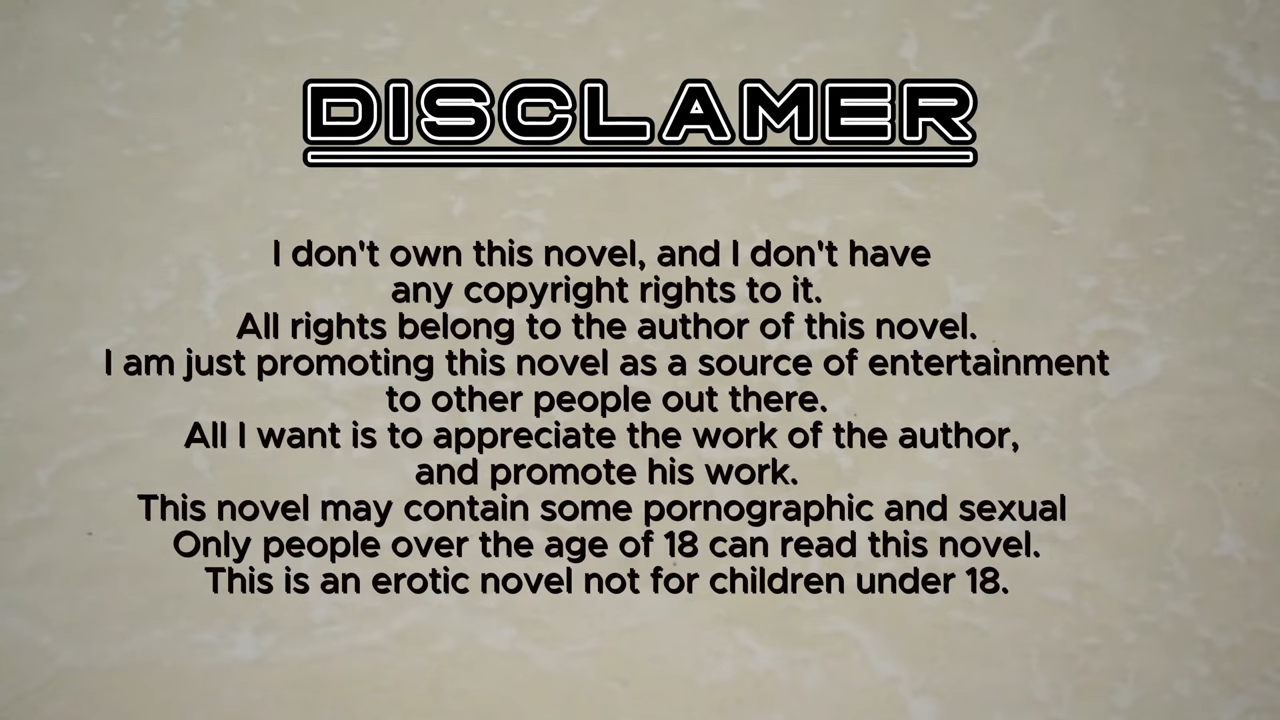 DISCLAMER
I don't own this novel, and I don't have
any copyright rights to it.
All rights belong to the author of this novel.
I am just promoting this novel as a source of entertainment
to other people out there.
All I want is to appreciate the work of the author,
and promote his work.
This novel may contain some pornographic and sexual
Only people over the age of 18 can read this novel.
This is an erotic novel not for children under 18.